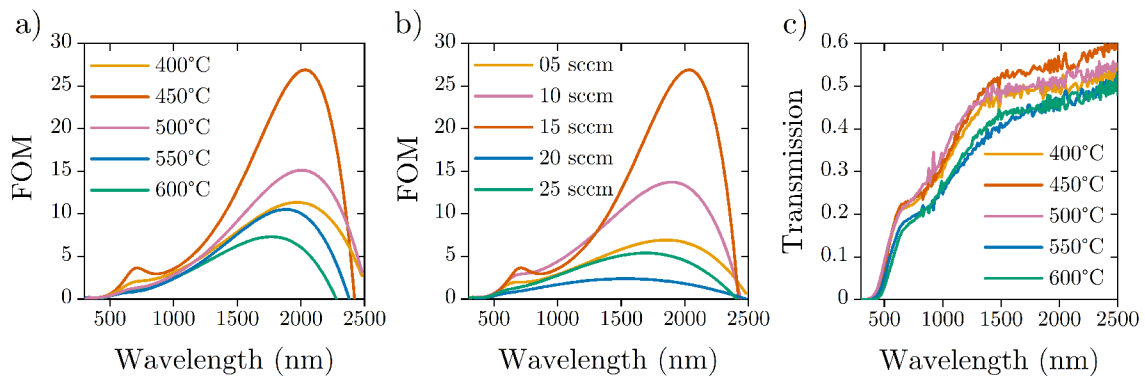 a)
FOM
30
25
20
15
10
5
0
400°C
450°C
500°C
550°C
600°C
500
1000
1500
2000
2500
Wavelength (nm)
b)
FOM
30
25
20
15
10
5
0
05 sccm
10 sccm
15 sccm
20 sccm
25 sccm
500
1000
1500
2000
2500
Wavelength (nm)
c)
Transmission
0.6
0.5
0.4
0.3
0.2
0.1
0
400°C
450°C
500°C
550°C
600°C
500
1000
1500
2000
2500
Wavelength (nm)